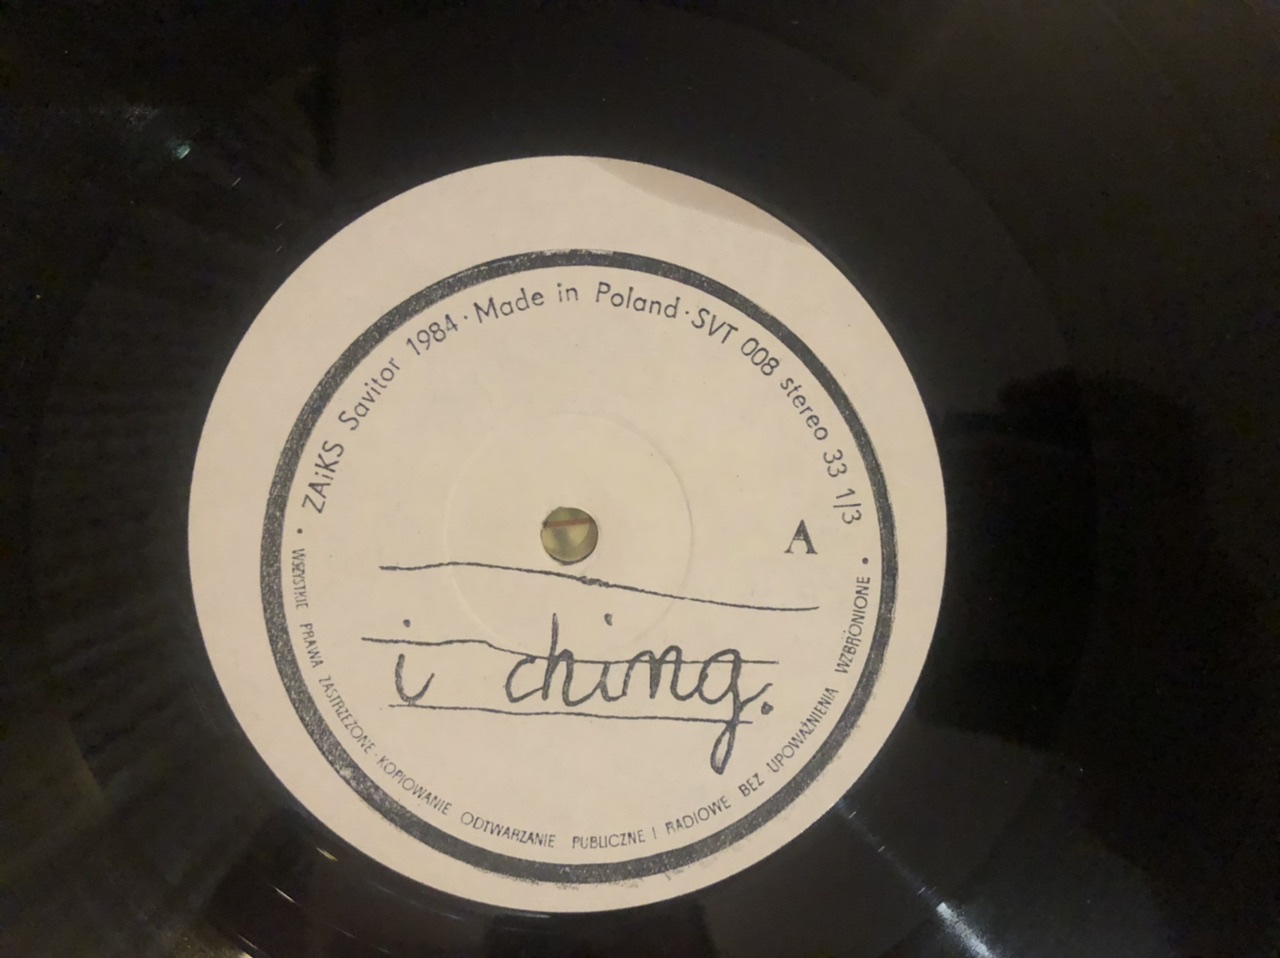 ZAiKS Savitor 1984 · Made in Poland · SVT 008 stereo 33 1/3
A
i ching.
• WSZYSTKIE PRAWA ZASTRZEŻONE · KOPIOWANIE ODTWARZANIE PUBLICZNE I RADIOWE BEZ UPOWAŻNIENIA WZBRONIONE •